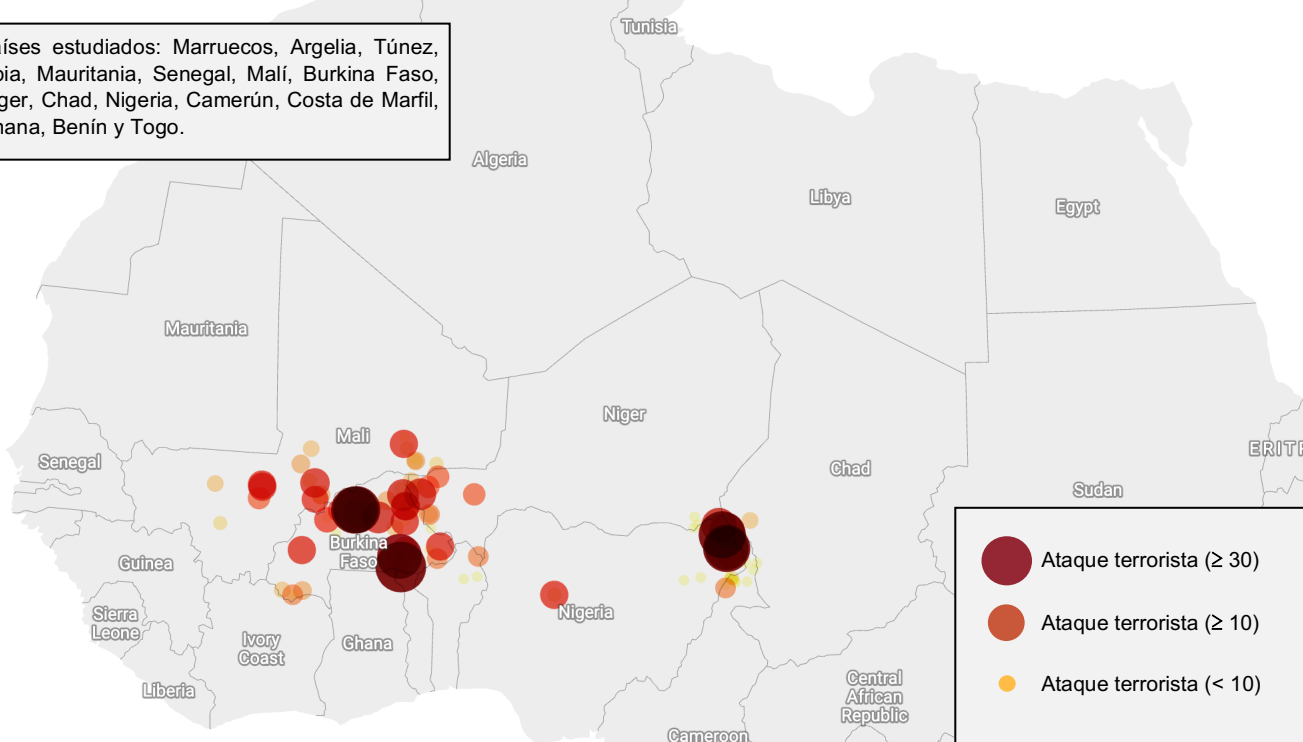 Tunisia
aíses estudiados: Marruecos, Argelia, Túnez,
bia, Mauritania, Senegal, Malí, Burkina Faso,
ger, Chad, Nigeria, Camerún, Costa de Marfil,
hana, Benín y Togo.
Algeria
Libya
Egypt
Mauritania
Niger
Mali
Senegal
Chad
ERITR
Sudan
Burkina
Faso
Guinea
Sierra
Leone
Nigeria
Ivory
Coast
Ghana
Liberia
Central
African
Republic
Cameroon
Ataque terrorista (≥ 30)
Ataque terrorista (≥ 10)
Ataque terrorista (< 10)